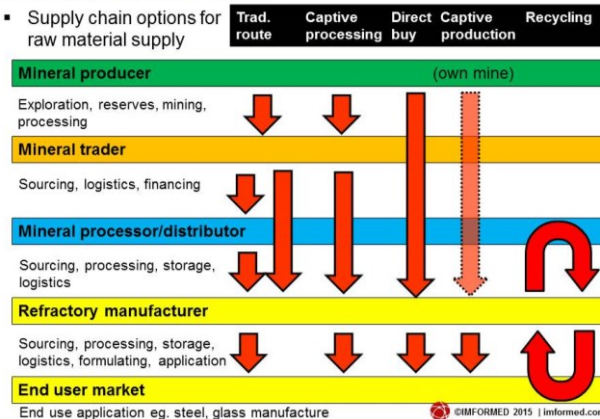 ▪ Supply chain options for
raw material supply
Trad. route
Captive processing
Direct buy
Captive production
Recycling
Mineral producer (own mine)
Exploration, reserves, mining,
processing
Mineral trader
Sourcing, logistics, financing
Mineral processor/distributor
Sourcing, processing, storage,
logistics
Refractory manufacturer
Sourcing, processing, storage,
logistics, formulating, application
End user market
End use application eg. steel, glass manufacture
©IMFORMED 2015 | imformed.com